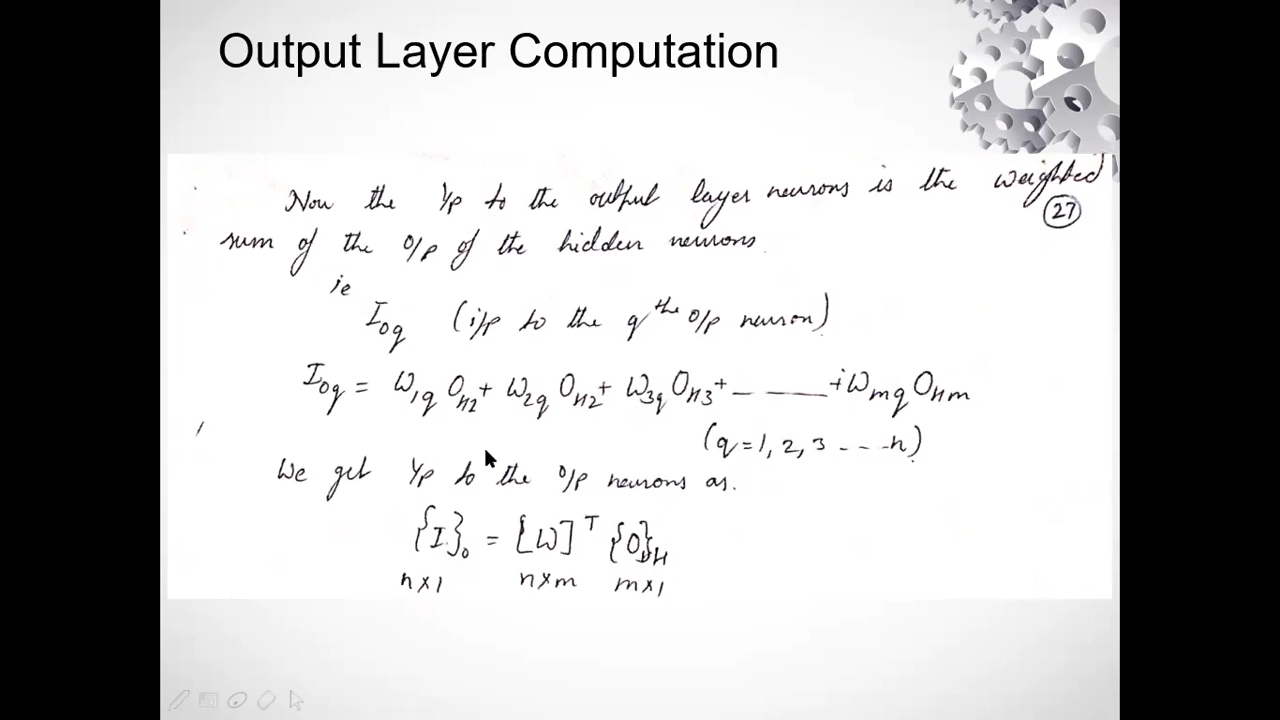 Output Layer Computation
Now the I/p to the output layer neurons is the weighted
27
sum of the o/p of the hidden neurons.
ie
I_Oq (i/p to the q^the o/p neuron)
I_Oq = W_1q O_H2 + W_2q O_H2 + W_3q O_H3 + - —— + W_mq O_Hm
(q = 1, 2, 3 - - - n)
We get I/p to the o/p neurons as.
{I}_O = [W]^T {O}_H
n×1 n×m m×1